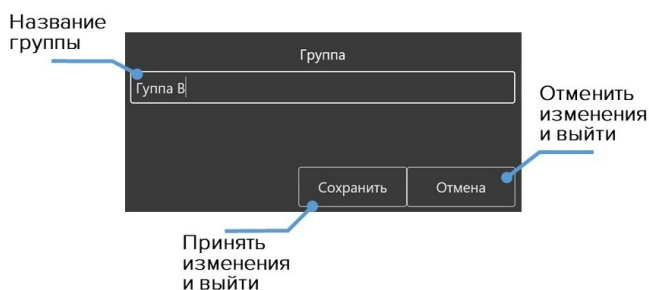 Название
группы
Группа
Гуппа В
Отменить
изменения
и выйти
Сохранить
Отмена
Принять
изменения
и выйти